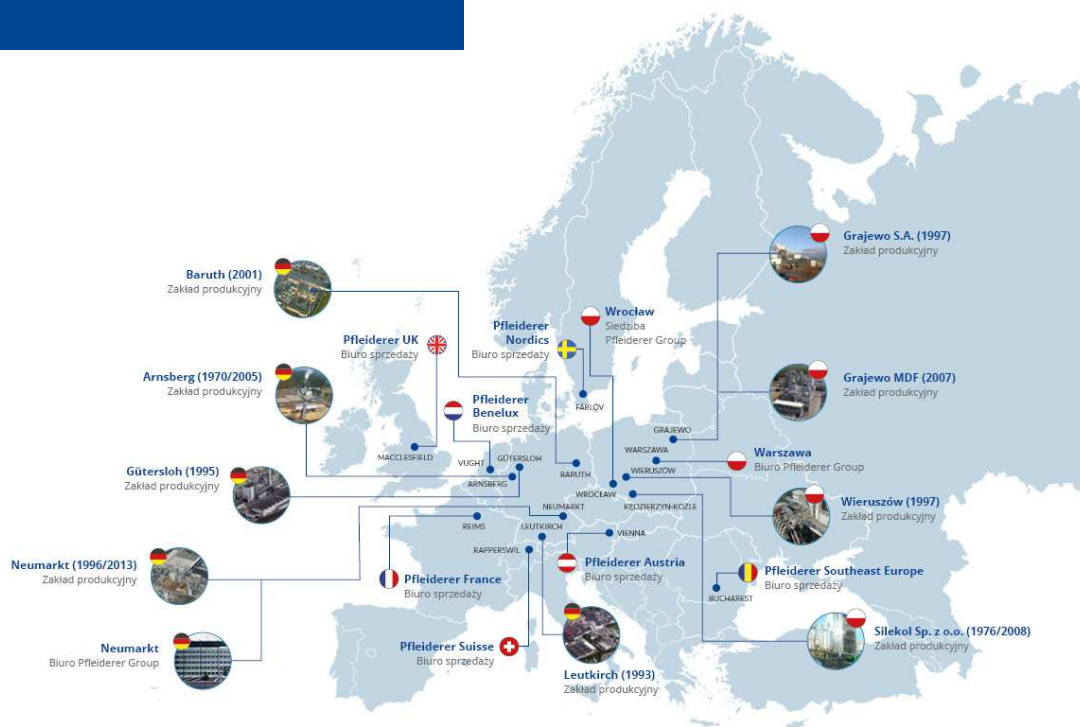 Grajewo S.A. (1997)
Zakład produkcyjny
Baruth (2001)
Zakład produkcyjny
Wrocław
Siedziba
Pfleiderer Group
Pfleiderer
Nordics
Biuro sprzedaży
Pfleiderer UK
Biuro sprzedaży
Arnsberg (1970/2005)
Zakład produkcyjny
Grajewo MDF (2007)
Zakład produkcyjny
Pfleiderer
Benelux
Biuro sprzedaży
FARLÖV
GRAJEWO
WARSZAWA
MACCLESFIELD
VUGHT
GÜTERSLOH
Warszawa
Biuro Pfleiderer Group
Gütersloh (1995)
Zakład produkcyjny
ARNSBERG
BARUTH
WIERUSZÓW
WROCŁAW
KĘDZIERZYN-KOŹLE
Wieruszów (1997)
Zakład produkcyjny
NEUMARKT
REIMS
LEUTKIRCH
VIENNA
RAPPERSWIL
Neumarkt (1996/2013)
Zakład produkcyjny
Pfleiderer France
Biuro sprzedaży
Pfleiderer Austria
Biuro sprzedaży
Pfleiderer Southeast Europe
Biuro sprzedaży
BUCHAREST
Neumarkt
Biuro Pfleiderer Group
Pfleiderer Suisse
Biuro sprzedaży
Leutkirch (1993)
Zakład produkcyjny
Silekol Sp. z o.o. (1976/2008)
Zakład produkcyjny